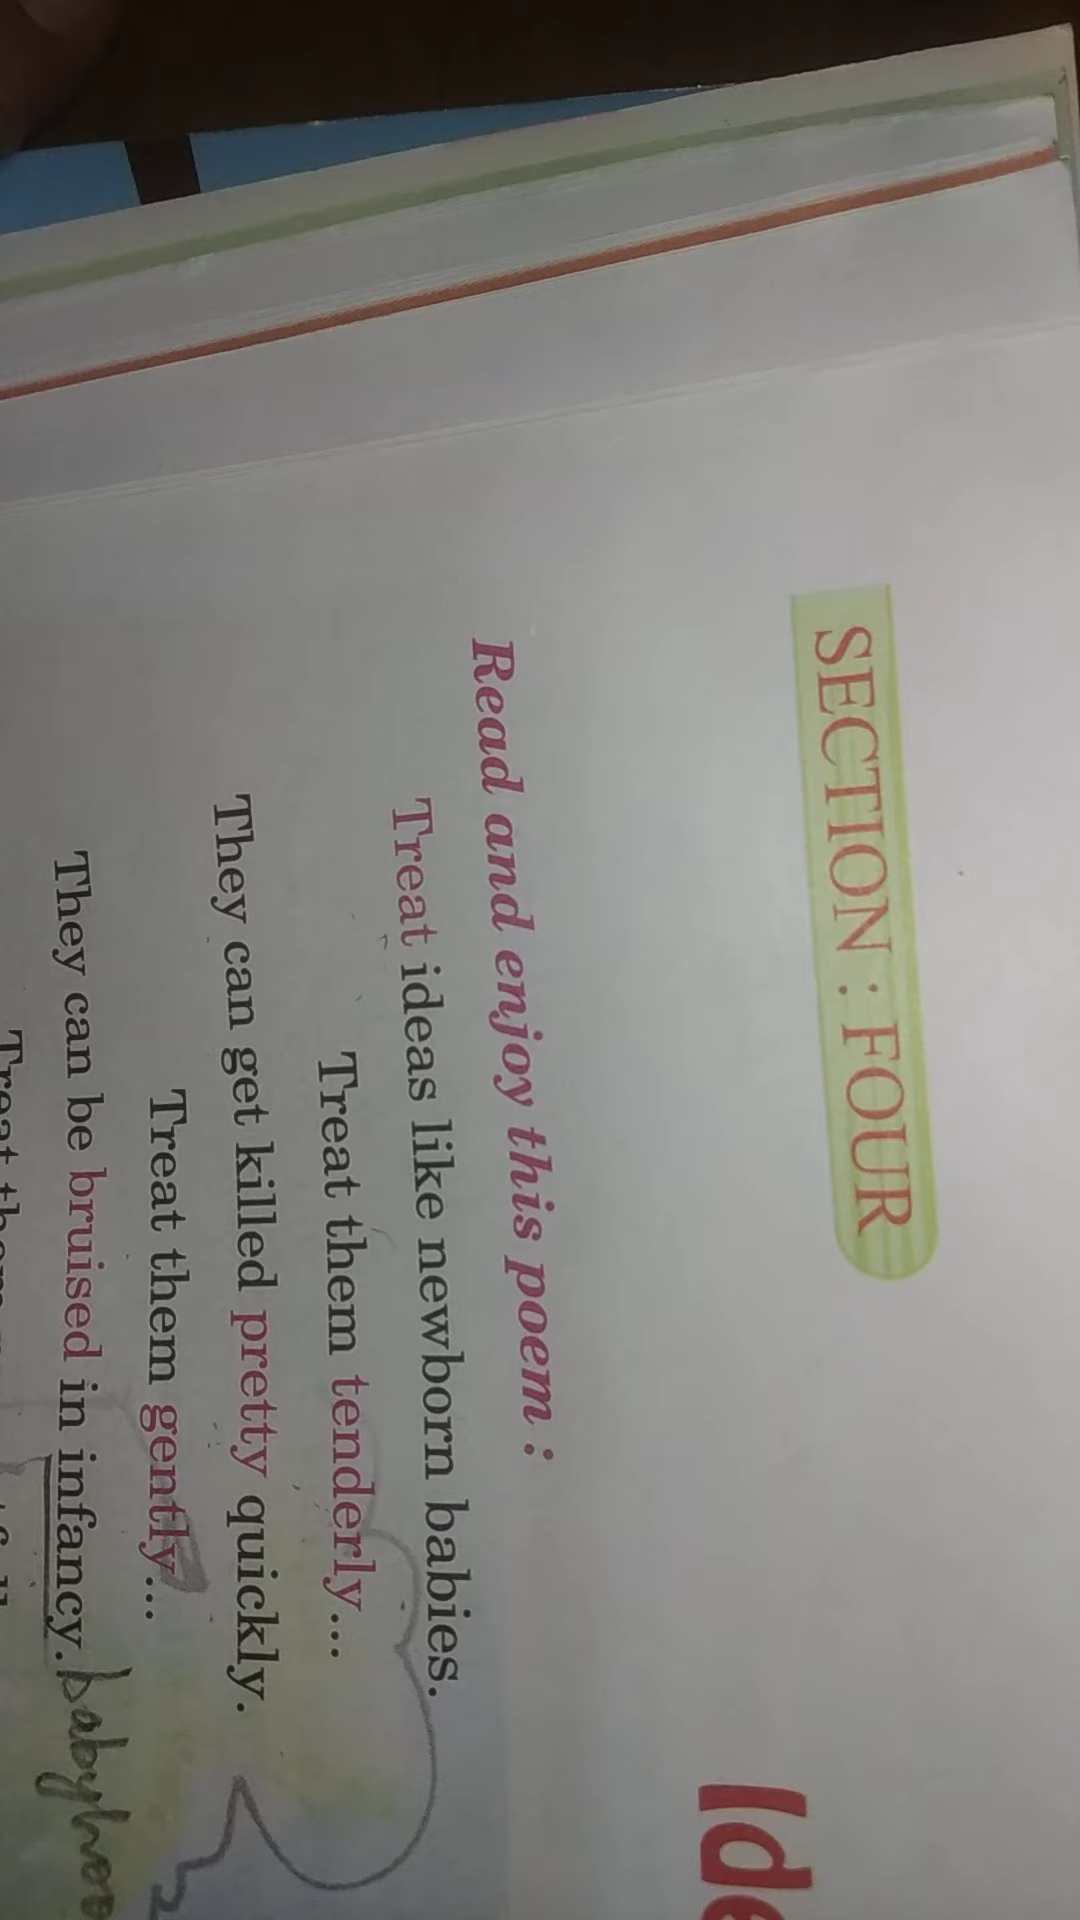 SECTION : FOUR
Read and enjoy this poem :
Treat ideas like newborn babies.
Treat them tenderly...
They can get killed pretty quickly.
Treat them gently...
They can be bruised in infancy.